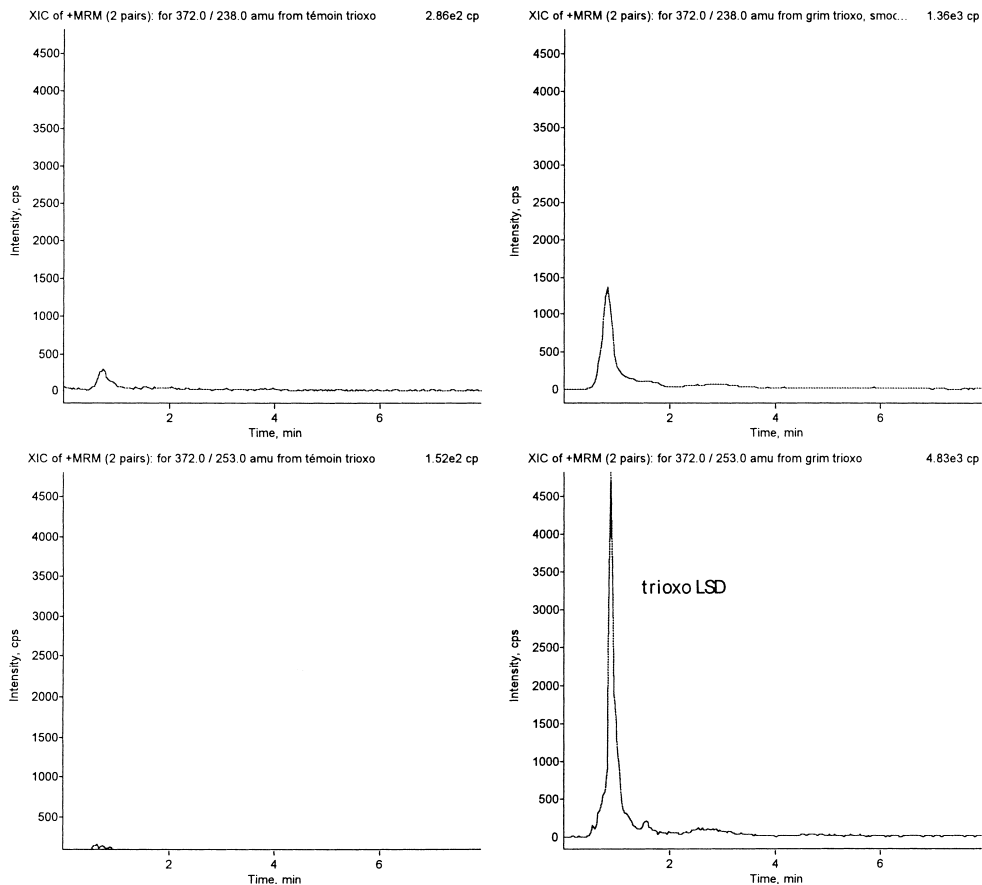 XIC of +MRM (2 pairs): for 372.0 / 238.0 amu from témoin trioxo 2.86e2 cp
4500
4000
3500
3000
2500
2000
1500
1000
500
0
Intensity, cps
2 4 6
Time, min
XIC of +MRM (2 pairs): for 372.0 / 238.0 amu from grim trioxo, smoc... 1.36e3 cp
4500
4000
3500
3000
2500
2000
1500
1000
500
0
Intensity, cps
2 4 6
Time, min
XIC of +MRM (2 pairs): for 372.0 / 253.0 amu from témoin trioxo 1.52e2 cp
4500
4000
3500
3000
2500
2000
1500
1000
500
Intensity, cps
2 4 6
Time, min
XIC of +MRM (2 pairs): for 372.0 / 253.0 amu from grim trioxo 4.83e3 cp
4500
4000
3500
3000
2500
2000
1500
1000
500
0
Intensity, cps
trioxo LSD
2 4 6
Time, min